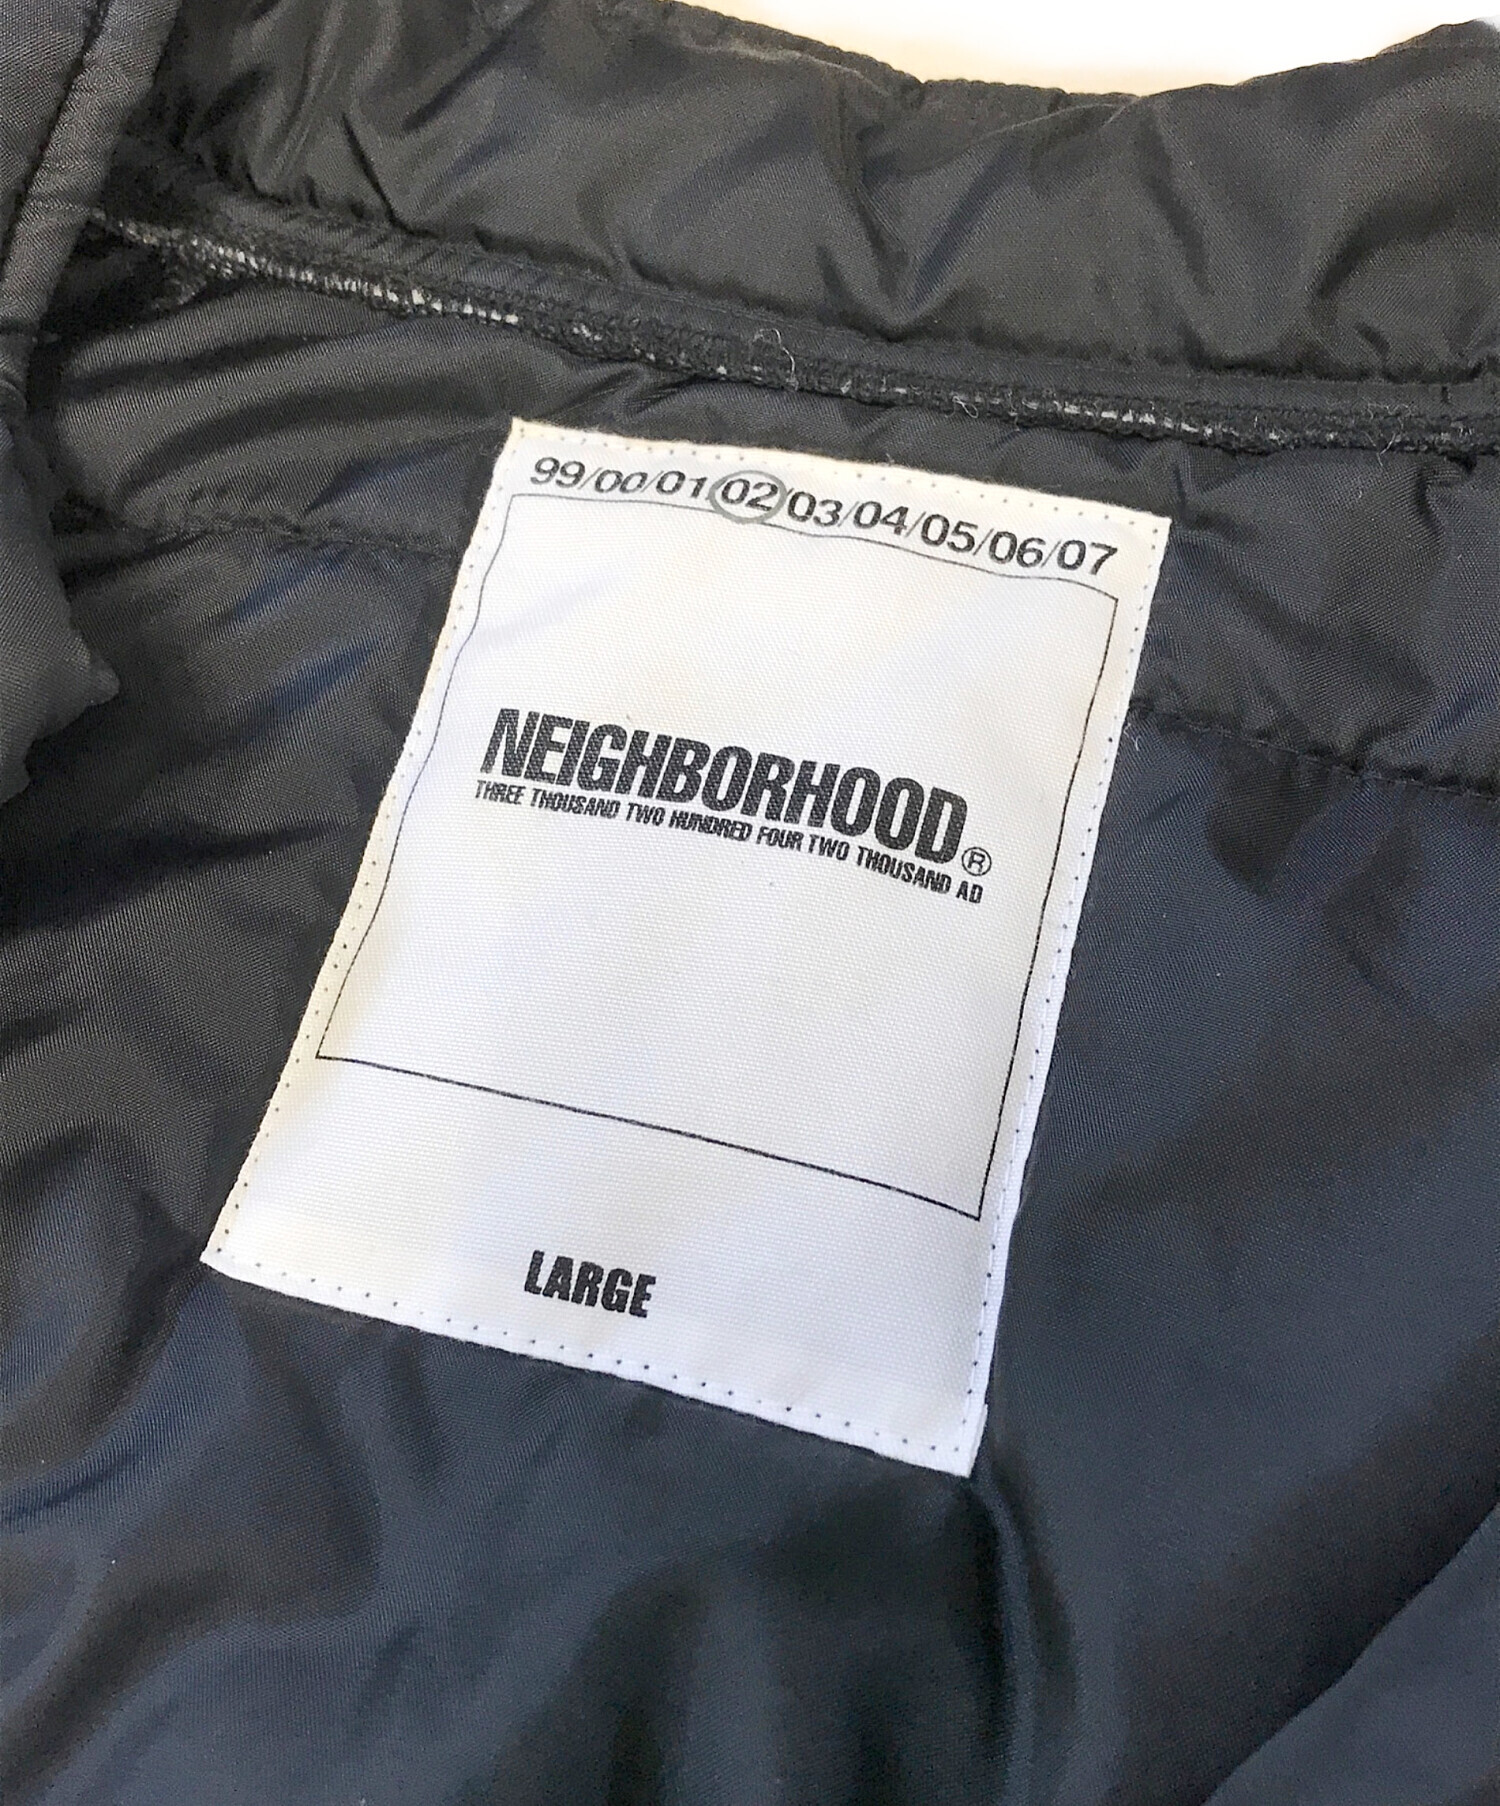 99/00/01/02/03/04/05/06/07
NEIGHBORHOOD®
THREE THOUSAND TWO HUNDRED FOUR TWO THOUSAND AD
LARGE